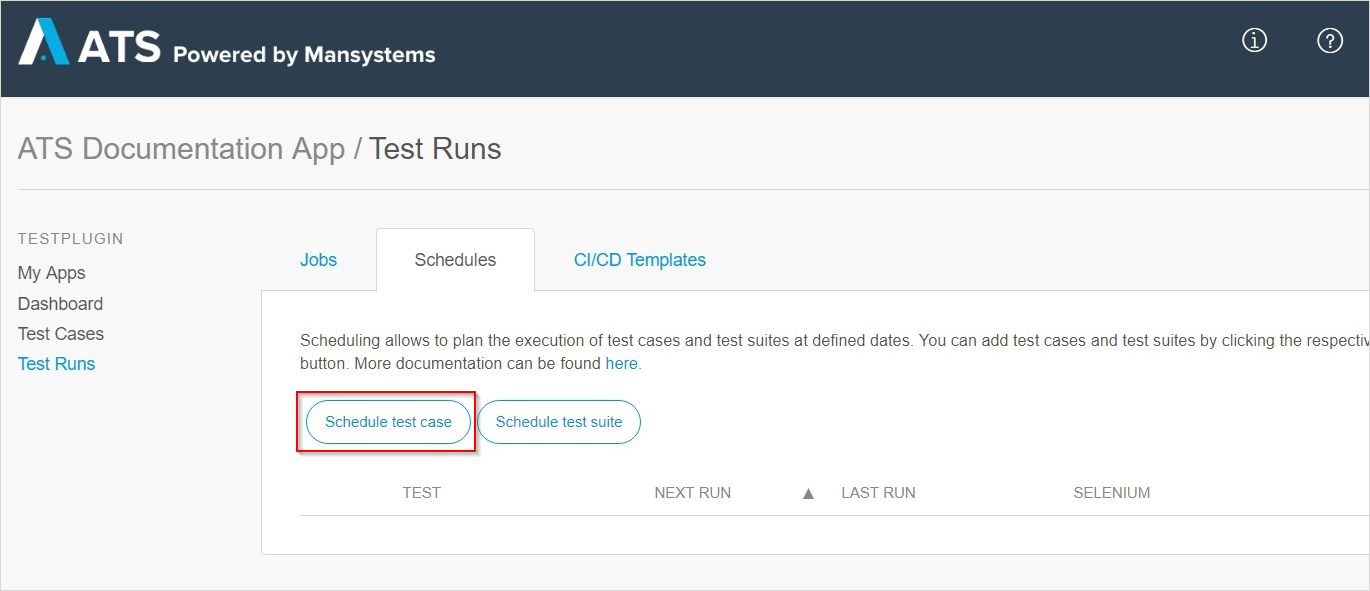 ATS Powered by Mansystems
ATS Documentation App / Test Runs
TESTPLUGIN
My Apps
Dashboard
Test Cases
Test Runs
Jobs
Schedules
CI/CD Templates
Scheduling allows to plan the execution of test cases and test suites at defined dates. You can add test cases and test suites by clicking the respectiv
button. More documentation can be found here.
Schedule test case
Schedule test suite
TEST
NEXT RUN
▲
LAST RUN
SELENIUM